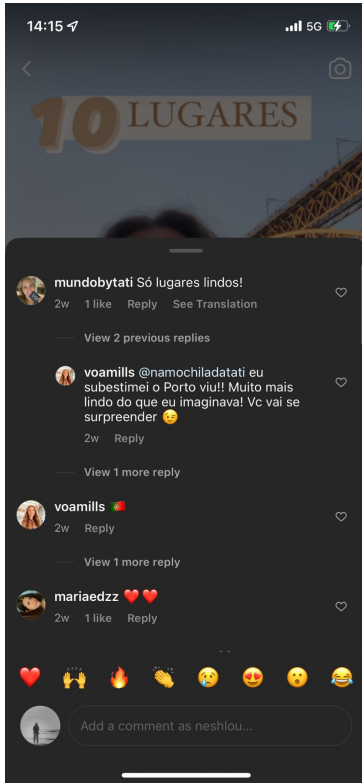 14:15
5G
10 LUGARES
mundobytati Só lugares lindos!
2w 1 like Reply See Translation
View 2 previous replies
voamills @namochiladatati eu
subestimei o Porto viu!! Muito mais
lindo do que eu imaginava! Vc vai se
surpreender 😉
2w Reply
View 1 more reply
voamills 🇵🇹
2w Reply
View 1 more reply
mariaedzz ❤️❤️
2w 1 like Reply
Add a comment as neshlou...